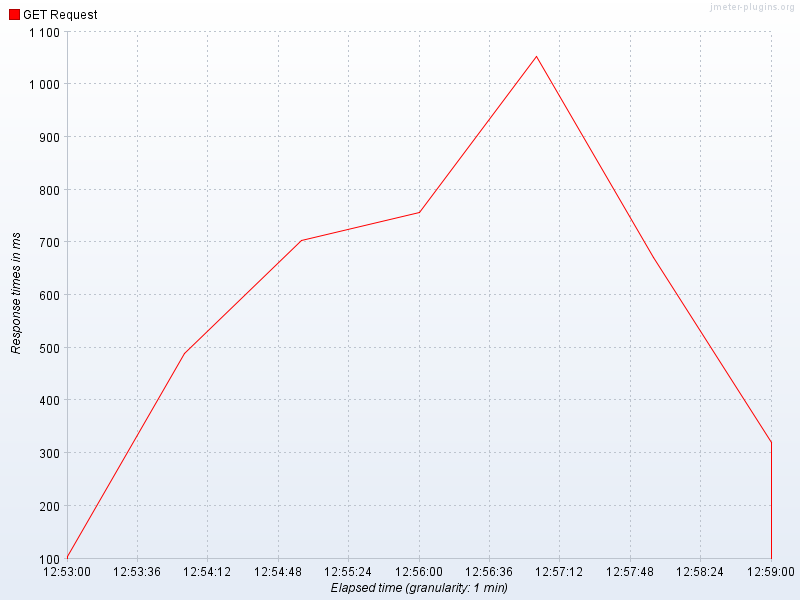 GET Request
jmeter-plugins.org
1 100
1 000
900
800
700
600
500
400
300
200
100
Response times in ms
12:53:00 12:53:36 12:54:12 12:54:48 12:55:24 12:56:00 12:56:36 12:57:12 12:57:48 12:58:24 12:59:00
Elapsed time (granularity: 1 min)